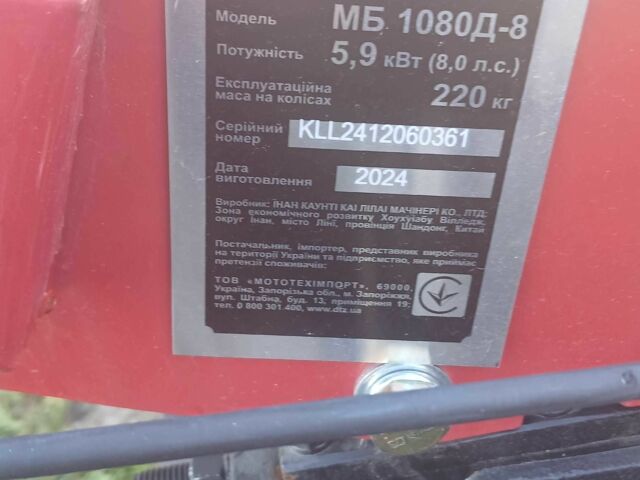 Модель МБ 1080Д-8
Потужність 5,9 кВт (8,0 л.с.)
Експлуатаційна
маса на колісах 220 кг
Серійний
номер KLL2412060361
Дата
виготовлення 2024
Виробник: ІНАН КАУНТІ КАІ ЛІЛАІ МАЧІНЕРІ КО., ЛТД;
Зона економічного розвитку Хоухуіабу Вілледж,
округ Інан, місто Ліні, провінція Шандонг, Китай
Постачальник, імпортер, представник виробника
на території України та підприємство, яке приймає
претензії споживачів:
ТОВ «МОТОТЕХІМПОРТ», 69000,
Україна, Запорізька обл., м. Запоріжжя,
вул. Штабна, буд. 13, приміщення 19;
тел. 0 800 301 400, www.dtz.ua